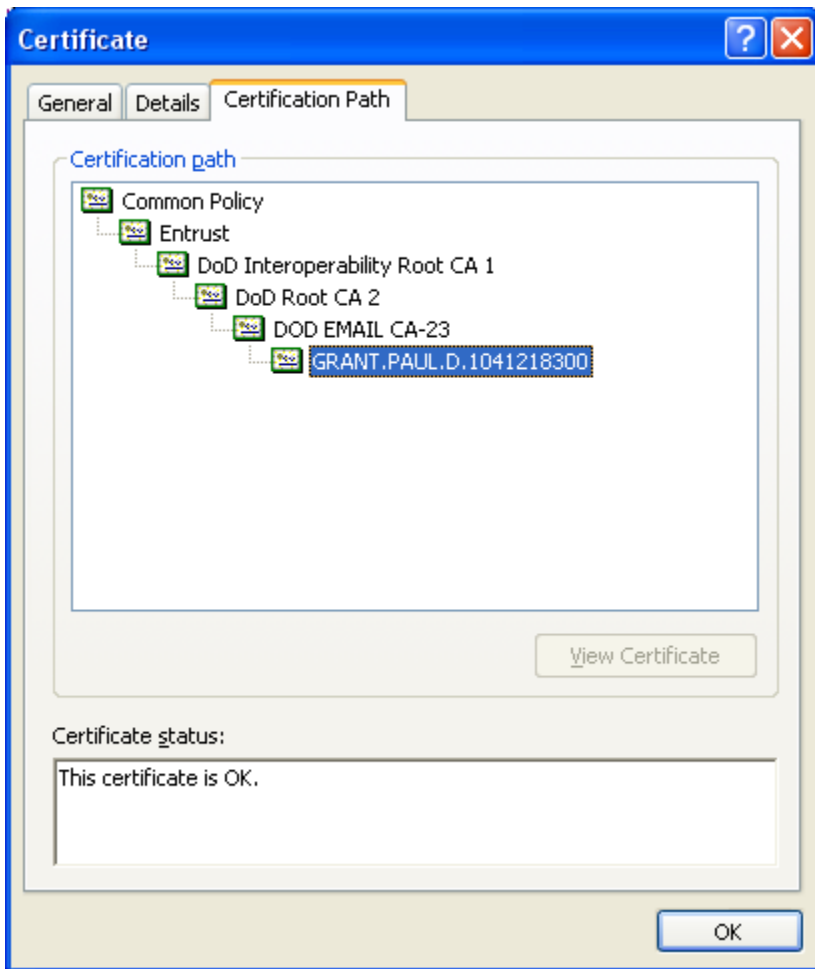 Certificate
General Details Certification Path
Certification path
Common Policy
Entrust
DoD Interoperability Root CA 1
DoD Root CA 2
DOD EMAIL CA-23
GRANT.PAUL.D.1041218300
View Certificate
Certificate status:
This certificate is OK.
OK